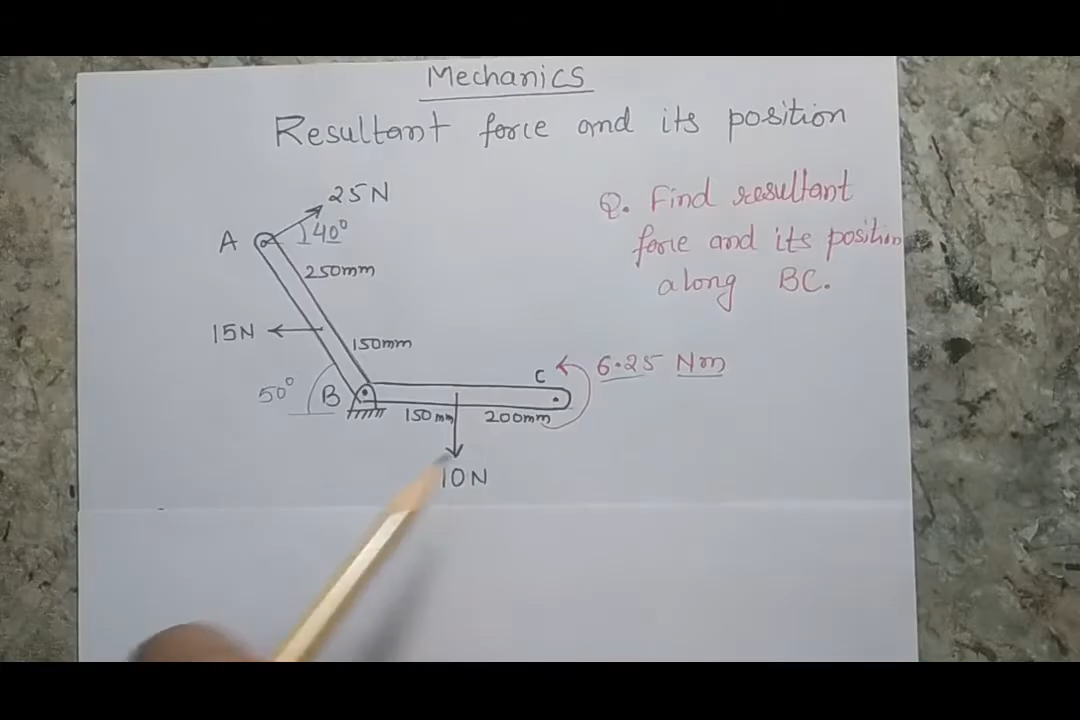 Mechanics
Resultant force and its position
25N
40°
A
250mm
Q. Find resultant
force and its position
along BC.
15N
150mm
6.25 Nm
C
50°
B
150mm
200mm
10N